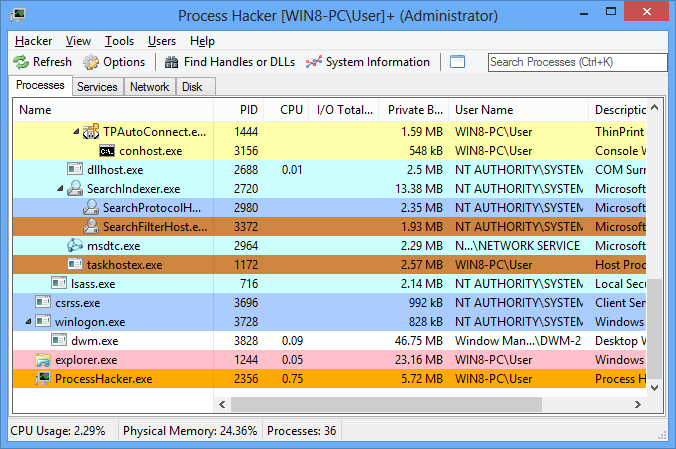 Process Hacker [WIN8-PC\User]+ (Administrator)
Hacker View Tools Users Help
Refresh Options Find Handles or DLLs System Information Search Processes (Ctrl+K)
Processes Services Network Disk
Name PID CPU I/O Total... Private B... User Name Descriptic
TPAutoConnect.e... 1444 1.59 MB WIN8-PC\User ThinPrint
C:\. conhost.exe 3156 548 kB WIN8-PC\User Console W
dllhost.exe 2688 0.01 2.5 MB NT AUTHORITY\SYSTEM COM Surr
SearchIndexer.exe 2720 13.38 MB NT AUTHORITY\SYSTEM Microsoft
SearchProtocolH... 2980 2.35 MB NT AUTHORITY\SYSTEM Microsoft
SearchFilterHost.e... 3372 1.93 MB NT AUTHORITY\SYSTEM Microsoft
msdtc.exe 2964 2.29 MB N...\NETWORK SERVICE Microsoft
taskhostex.exe 1172 2.57 MB WIN8-PC\User Host Proc
lsass.exe 716 2.14 MB NT AUTHORITY\SYSTEM Local Secu
csrss.exe 3696 992 kB NT AUTHORITY\SYSTEM Client Ser
winlogon.exe 3728 828 kB NT AUTHORITY\SYSTEM Windows
dwm.exe 3828 0.09 46.75 MB Window Man...\DWM-2 Desktop W
explorer.exe 1244 0.05 23.16 MB WIN8-PC\User Windows
ProcessHacker.exe 2356 0.75 5.72 MB WIN8-PC\User Process H
CPU Usage: 2.29% Physical Memory: 24.36% Processes: 36